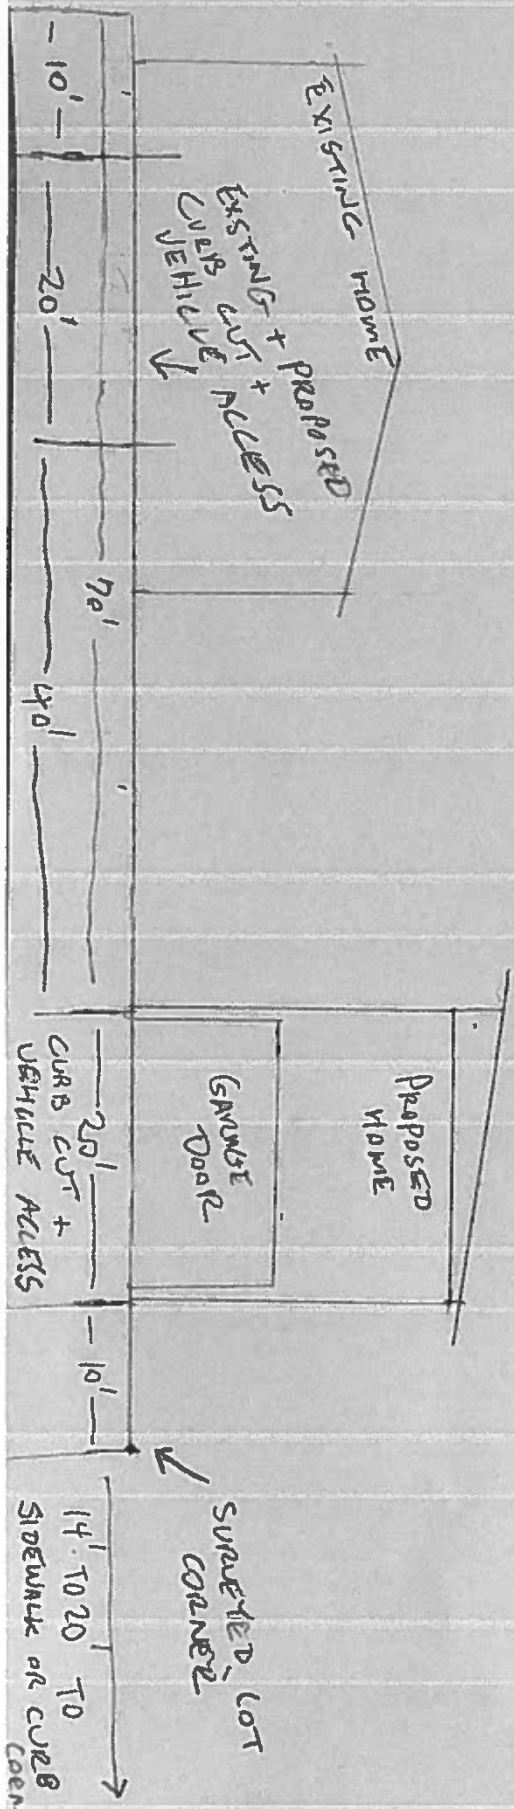 EXISTING HOME
EXISTING + PROPOSED
CURB CUT +
VEHICLE ACCESS
10'
20'
70'
40'
PROPOSED
HOME
GARAGE
DOOR
20'
CURB CUT +
VEHICLE ACCESS
10'
SURVEYED LOT
CORNER
14' TO 20' TO
SIDEWALK OR CURB